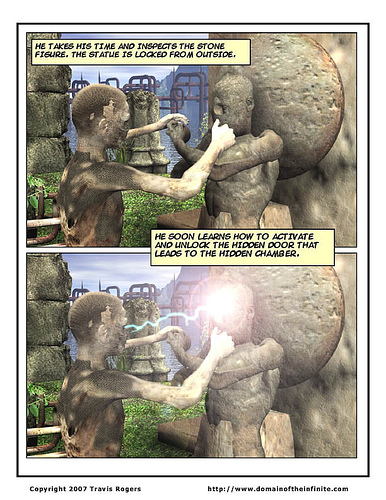 HE TAKES HIS TIME AND INSPECTS THE STONE
FIGURE. THE STATUE IS LOCKED FROM OUTSIDE.
HE SOON LEARNS HOW TO ACTIVATE
AND UNLOCK THE HIDDEN DOOR THAT
LEADS TO THE HIDDEN CHAMBER.
Copyright 2007 Travis Rogers
http://www.domainoftheinfinite.com